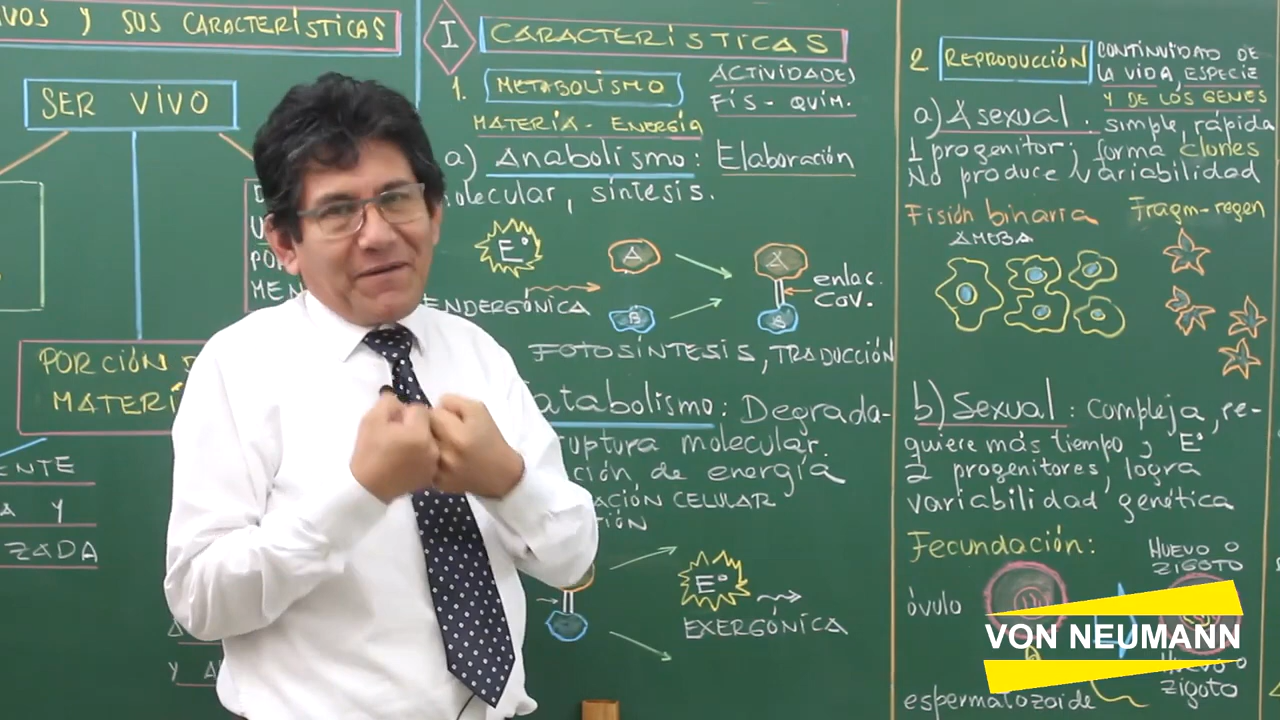 VOS Y SUS CARACTERÍSTICAS
SER VIVO
PORCIÓN D
MATERI
ENTE
A Y
ZADA
I CARACTERÍSTICAS
1. METABOLISMO ACTIVIDADES
FÍS - QUÍM.
MATERIA - ENERGÍA
a) Anabolismo: Elaboración
olecular, síntesis.
E°
A
B
A
B
enlac.
COV.
ENDERGÓNICA
FOTOSÍNTESIS, TRADUCCIÓN
atabolismo: Degrada-
ruptura molecular.
ción de energía
ACIÓN CELULAR
IÓN
E°
EXERGÓNICA
2 REPRODUCCIÓN CONTINUIDAD DE
LA VIDA, ESPECIE
Y DE LOS GENES
a) Asexual: simple, rápida
1 progenitor; forma clones
No produce variabilidad
Fisión binaria
AMEBA
Fragm-regen
b) Sexual: compleja, re-
quiere más tiempo y E°
2 progenitores, logra
variabilidad genética
Fecundación:
HUEVO O
ZIGOTO
óvulo
VON NEUMANN
Huevo o
Zigoto
espermatozoide